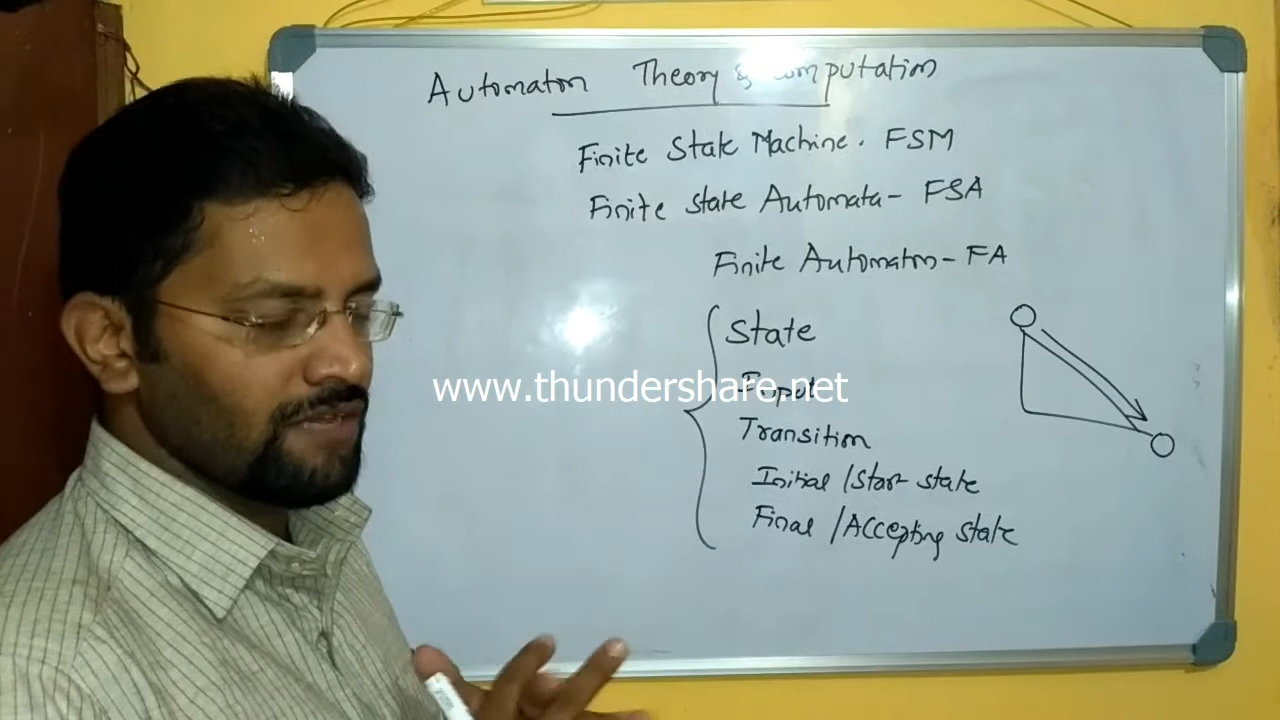 Automaton Theory & Computation
Finite State Machine. FSM
Finite State Automata - FSA
Finite Automaton - FA
State
www.thundershare.net
Input
Transition
Initial / Start state
Final / Accepting state